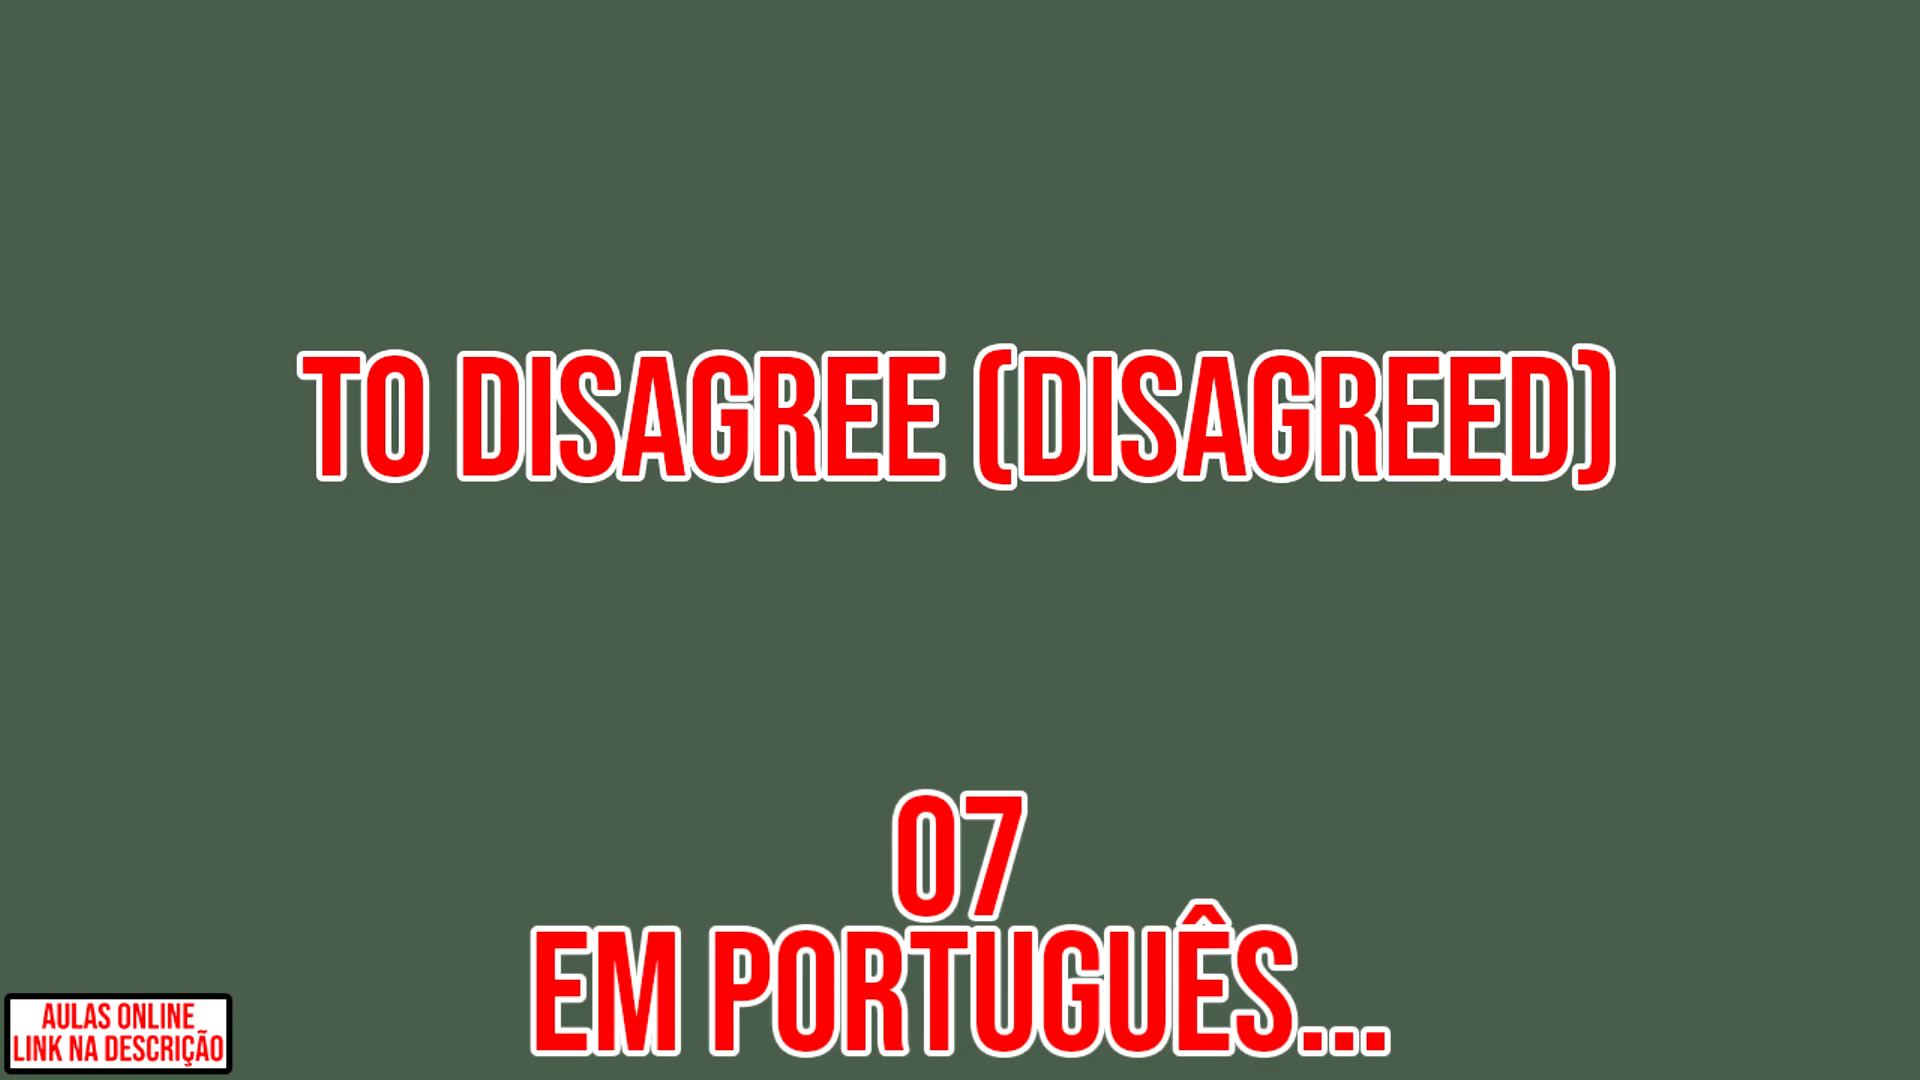 TO DISAGREE (DISAGREED)
07
EM PORTUGUÊS...
AULAS ONLINE
LINK NA DESCRIÇÃO